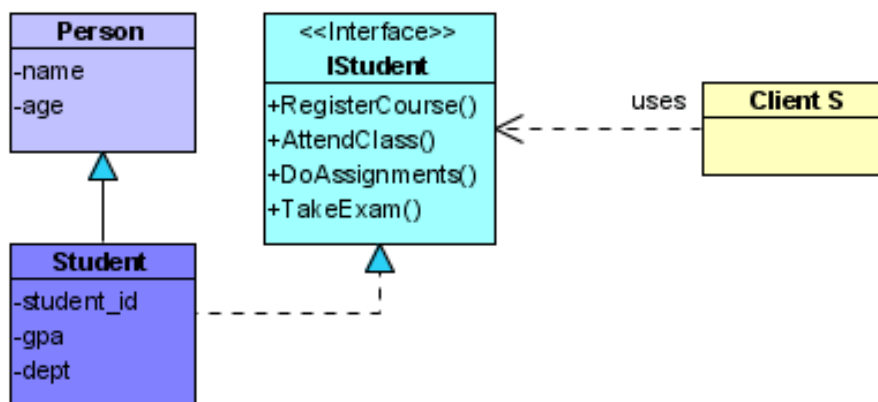 Person
-name
-age
<<Interface>>
IStudent
+RegisterCourse()
+AttendClass()
+DoAssignments()
+TakeExam()
uses
Client S
Student
-student_id
-gpa
-dept